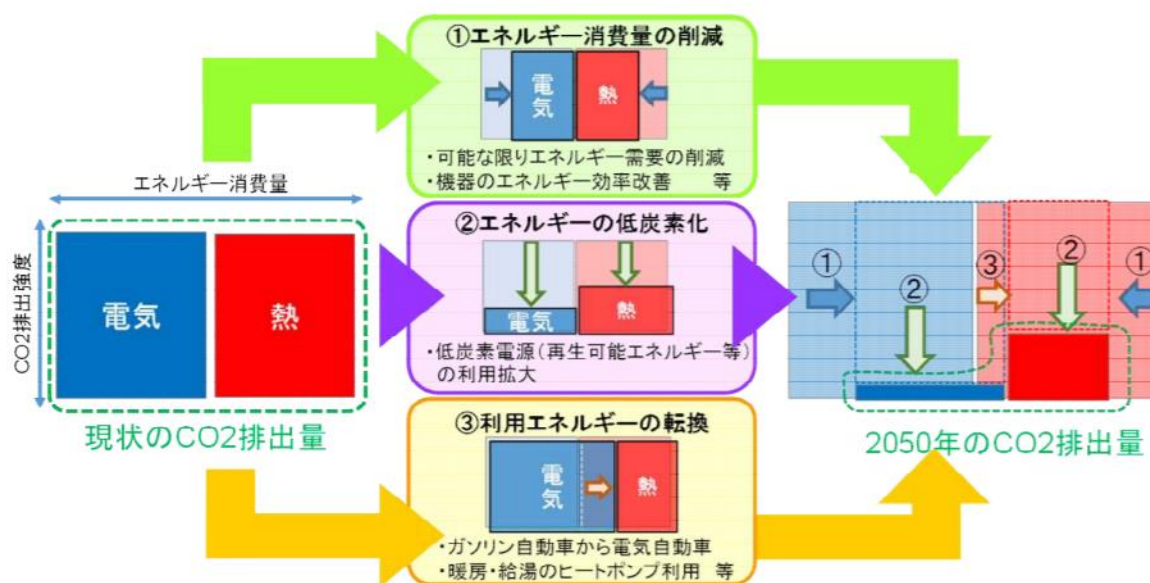 ①エネルギー消費量の削減
電気
熱
・可能な限りエネルギー需要の削減
・機器のエネルギー効率改善　等
エネルギー消費量
CO2排出強度
電気
熱
現状のCO2排出量
②エネルギーの低炭素化
電気
熱
・低炭素電源(再生可能エネルギー等)
の利用拡大
③利用エネルギーの転換
電気
熱
・ガソリン自動車から電気自動車
・暖房・給湯のヒートポンプ利用　等
①
②
③
②
①
2050年のCO2排出量